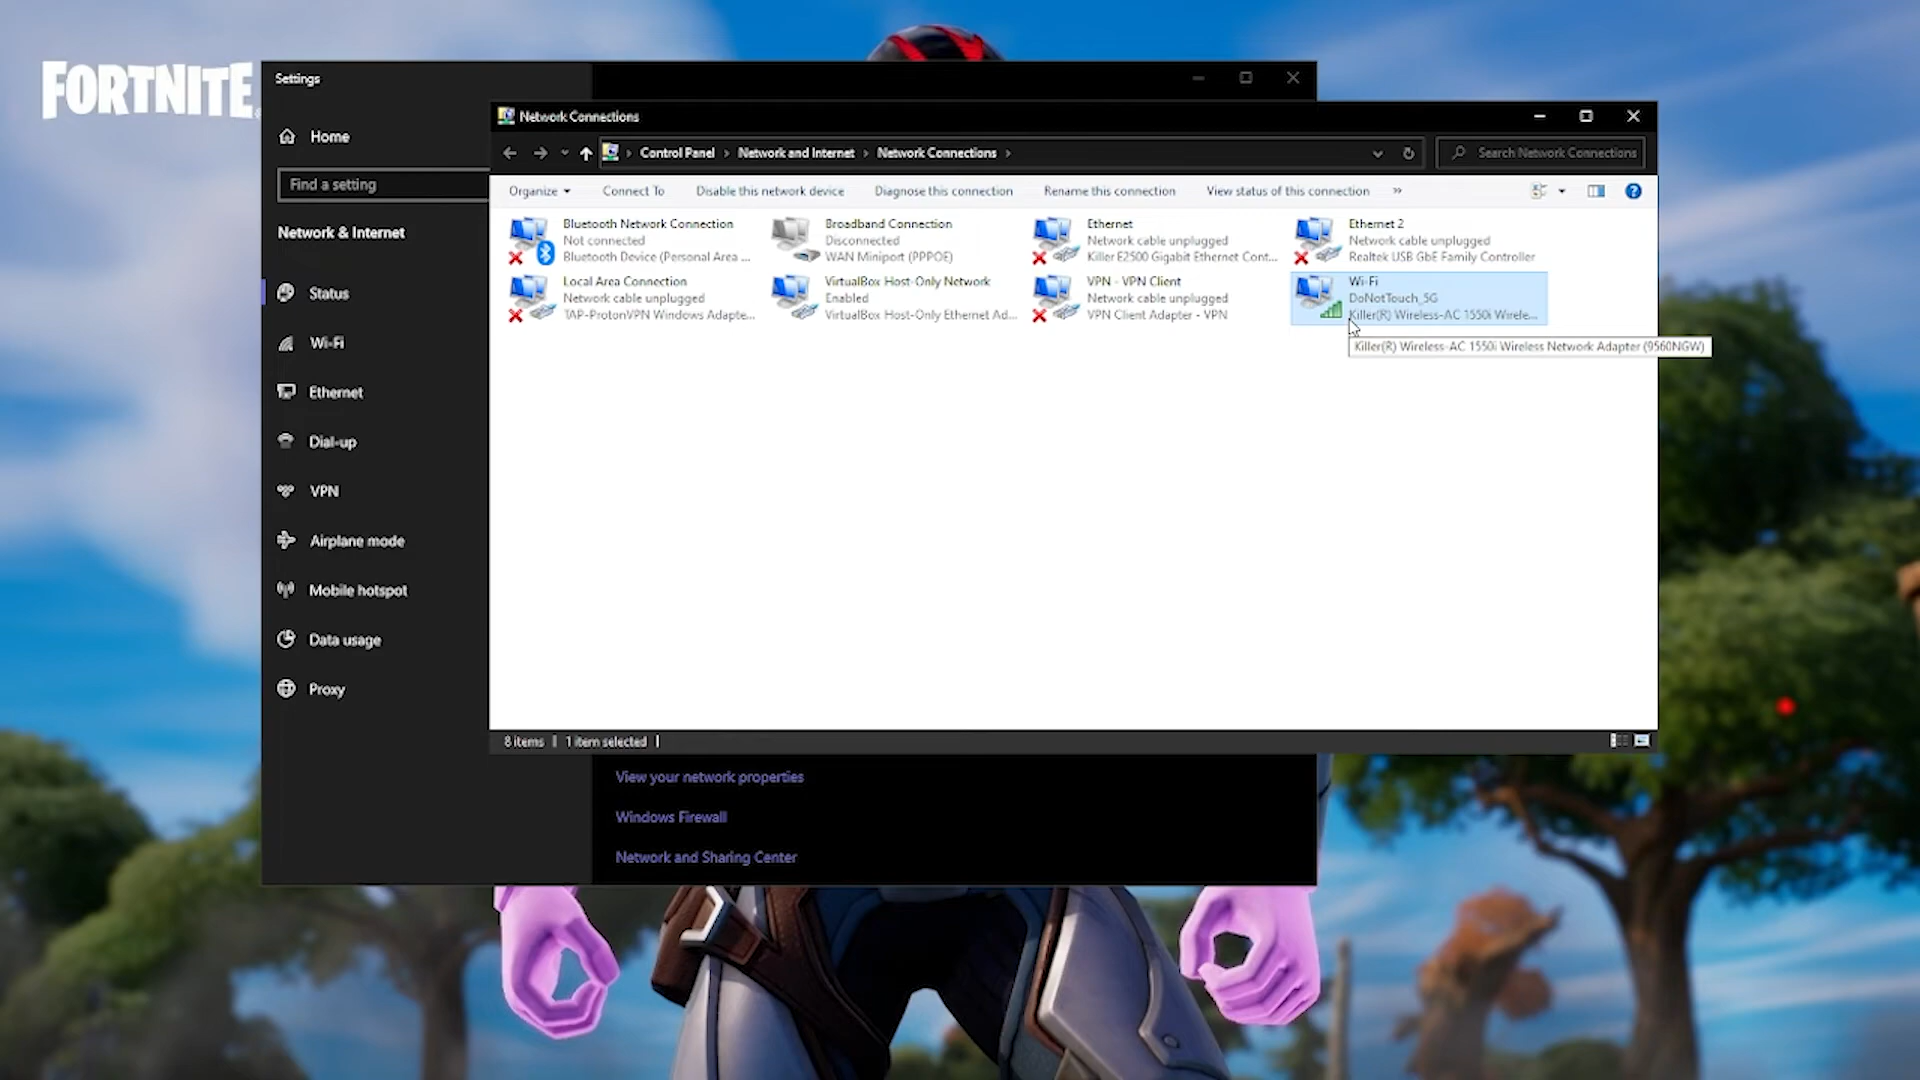 FORTNITE
Settings
Home
Find a setting
Network & Internet
Status
Wi-Fi
Ethernet
Dial-up
VPN
Airplane mode
Mobile hotspot
Data usage
Proxy
Network Connections
Control Panel > Network and Internet > Network Connections >
Search Network Connections
Organize Connect To Disable this network device Diagnose this connection Rename this connection View status of this connection »
Bluetooth Network Connection
Not connected
Bluetooth Device (Personal Area ...
Broadband Connection
Disconnected
WAN Miniport (PPPOE)
Ethernet
Network cable unplugged
Killer E2500 Gigabit Ethernet Cont...
Ethernet 2
Network cable unplugged
Realtek USB GbE Family Controller
Local Area Connection
Network cable unplugged
TAP-ProtonVPN Windows Adapte...
VirtualBox Host-Only Network
Enabled
VirtualBox Host-Only Ethernet Ad...
VPN - VPN Client
Network cable unplugged
VPN Client Adapter - VPN
Wi-Fi
DoNotTouch_5G
Killer(R) Wireless-AC 1550i Wirele...
Killer(R) Wireless-AC 1550i Wireless Network Adapter (9560NGW)
8 items 1 item selected
View your network properties
Windows Firewall
Network and Sharing Center